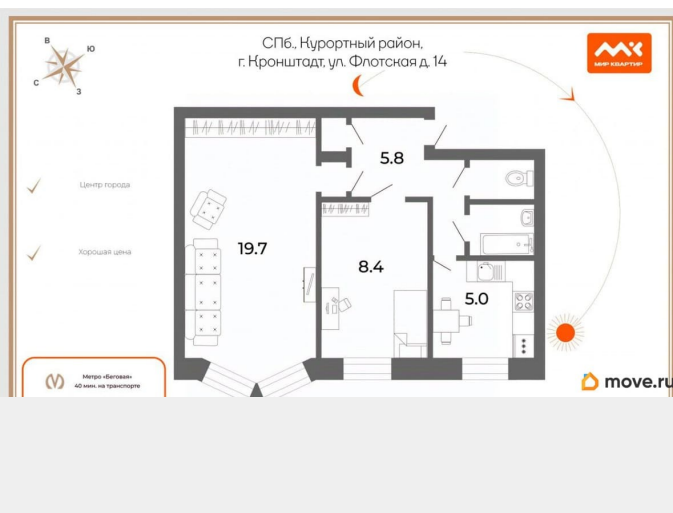 СПб., Курортный район,
г. Кронштадт, ул. Флотская д. 14
МИР КВАРТИР
В
Ю
С
З
5.8
Центр города
19.7
Хорошая цена
8.4
5.0
Метро «Беговая»
40 мин. на транспорте
move.ru